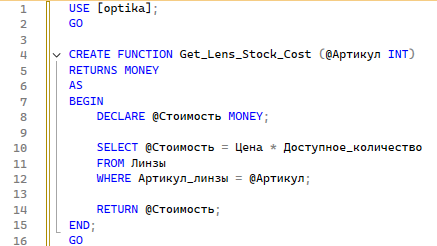 1 USE [optika];
2 GO
3
4 CREATE FUNCTION Get_Lens_Stock_Cost (@Артикул INT)
5 RETURNS MONEY
6 AS
7 BEGIN
8 DECLARE @Стоимость MONEY;
9
10 SELECT @Стоимость = Цена * Доступное_количество
11 FROM Линзы
12 WHERE Артикул_линзы = @Артикул;
13
14 RETURN @Стоимость;
15 END;
16 GO